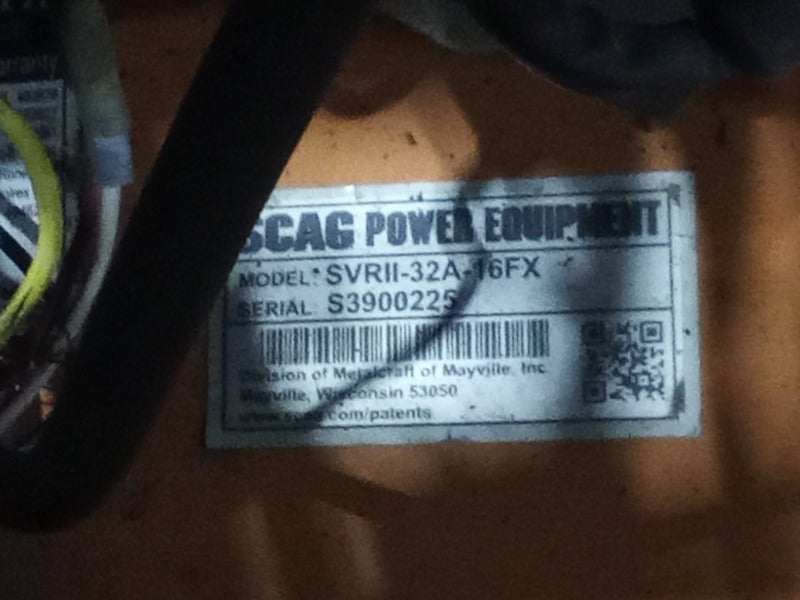 arranty
SCAG POWER EQUIPMENT
MODEL: SVRII-32A-16FX
SERIAL: S3900225
Division of Metalcraft of Mayville, Inc.
Mayville, Wisconsin 53050
www.scag.com/patents